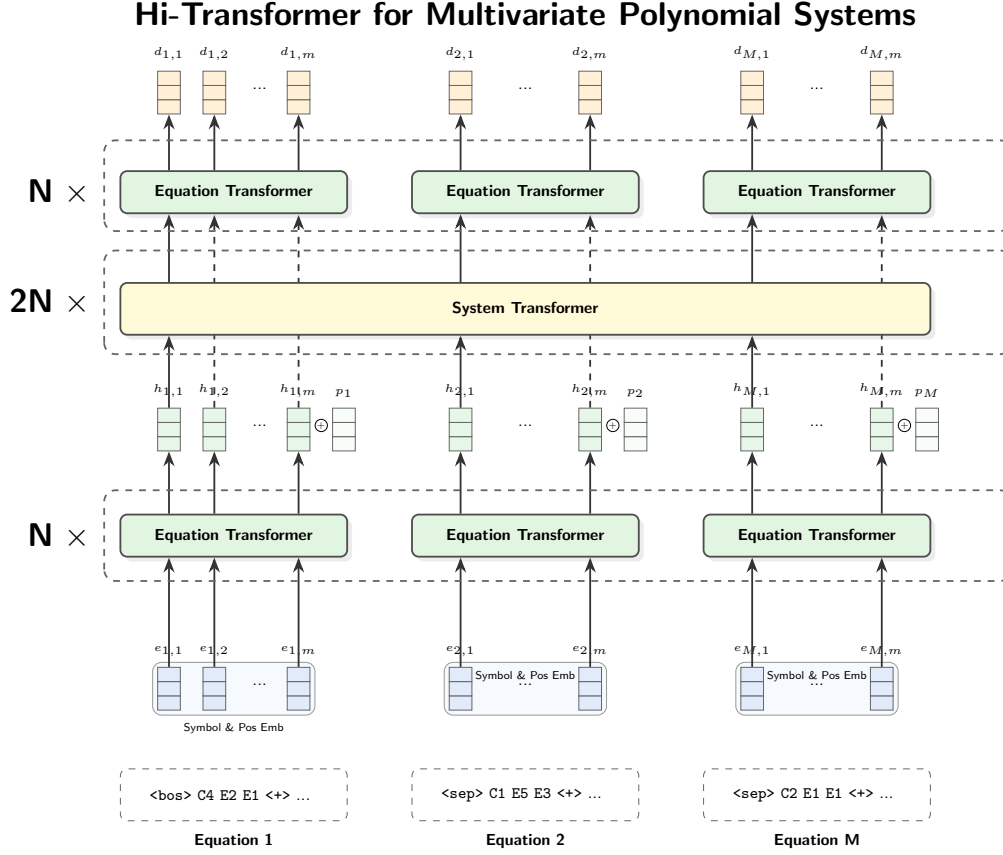 Hi-Transformer for Multivariate Polynomial Systems
d1,1 d1,2 d1,m d2,1 d2,m dM,1 dM,m
... ... ...
N × Equation Transformer Equation Transformer Equation Transformer
2N × System Transformer
h1,1 h1,2 h1,m p1 h2,1 h2,m p2 hM,1 hM,m pM
... ⊕ ... ⊕ ... ⊕
N × Equation Transformer Equation Transformer Equation Transformer
e1,1 e1,2 e1,m e2,1 e2,m eM,1 eM,m
Symbol & Pos Emb Symbol & Pos Emb
... ... ...
Symbol & Pos Emb
<bos> C4 E2 E1 <+> ... <sep> C1 E5 E3 <+> ... <sep> C2 E1 E1 <+> ...
Equation 1 Equation 2 Equation M